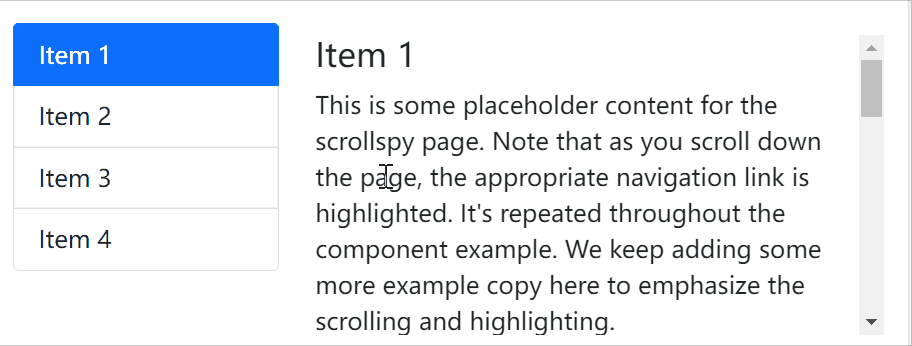 Item 1
Item 2
Item 3
Item 4
Item 1
This is some placeholder content for the
scrollspy page. Note that as you scroll down
the page, the appropriate navigation link is
highlighted. It's repeated throughout the
component example. We keep adding some
more example copy here to emphasize the
scrolling and highlighting.